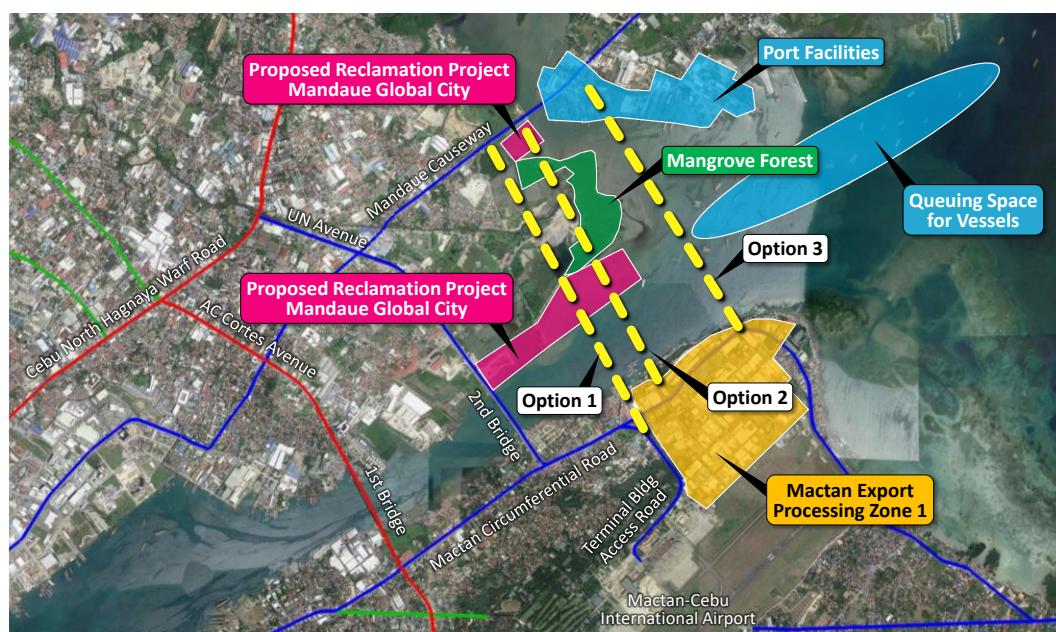 Proposed Reclamation Project
Mandaue Global City
Port Facilities
Mandaue Causeway
Mangrove Forest
UN Avenue
Queuing Space
for Vessels
Option 3
Proposed Reclamation Project
Mandaue Global City
Cebu North Hagnaya Warf Road
AC Cortes Avenue
Option 1
Option 2
2nd Bridge
1st Bridge
Mactan Circumferential Road
Terminal Bldg
Access Road
Mactan Export
Processing Zone 1
Mactan-Cebu
International Airport